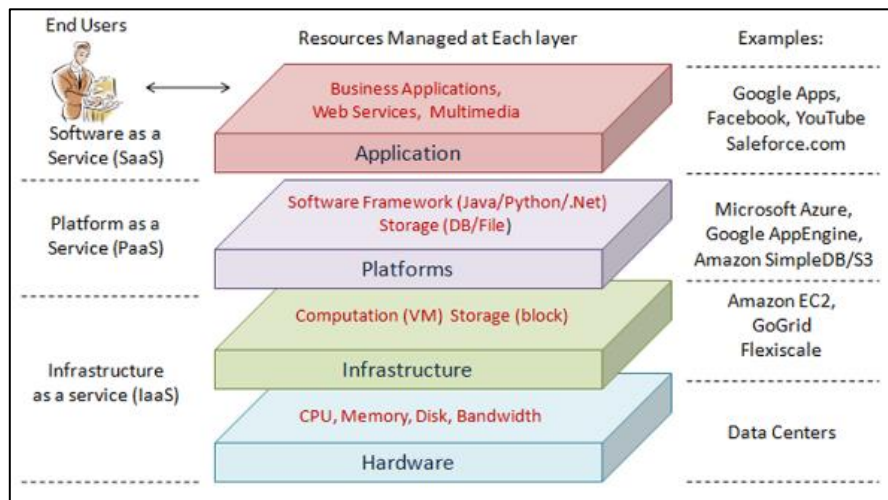 End Users
Resources Managed at Each layer
Examples:
Business Applications,
Web Services, Multimedia
Application
Software as a
Service (SaaS)
Google Apps,
Facebook, YouTube
Saleforce.com
Software Framework (Java/Python/.Net)
Storage (DB/File)
Platforms
Platform as a
Service (PaaS)
Microsoft Azure,
Google AppEngine,
Amazon SimpleDB/S3
Computation (VM) Storage (block)
Infrastructure
Amazon EC2,
GoGrid
Flexiscale
Infrastructure
as a service (IaaS)
CPU, Memory, Disk, Bandwidth
Hardware
Data Centers